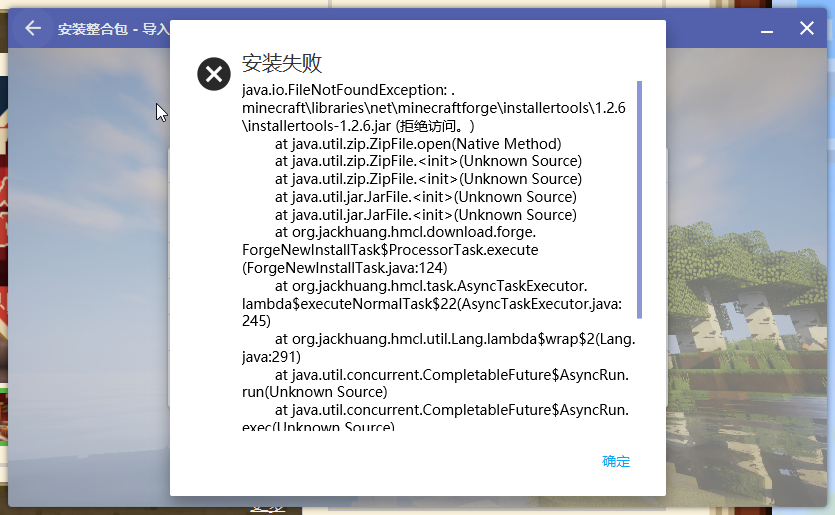 安装整合包 - 导入
安装失败
java.io.FileNotFoundException: .
minecraft\libraries\net\minecraftforge\installertools\1.2.6
\installertools-1.2.6.jar (拒绝访问。)
at java.util.zip.ZipFile.open(Native Method)
at java.util.zip.ZipFile.<init>(Unknown Source)
at java.util.zip.ZipFile.<init>(Unknown Source)
at java.util.jar.JarFile.<init>(Unknown Source)
at java.util.jar.JarFile.<init>(Unknown Source)
at org.jackhuang.hmcl.download.forge.
ForgeNewInstallTask$ProcessorTask.execute
(ForgeNewInstallTask.java:124)
at org.jackhuang.hmcl.task.AsyncTaskExecutor.
lambda$executeNormalTask$22(AsyncTaskExecutor.java:
245)
at org.jackhuang.hmcl.util.Lang.lambda$wrap$2(Lang.
java:291)
at java.util.concurrent.CompletableFuture$AsyncRun.
run(Unknown Source)
at java.util.concurrent.CompletableFuture$AsyncRun.
exec(Unknown Source)
确定